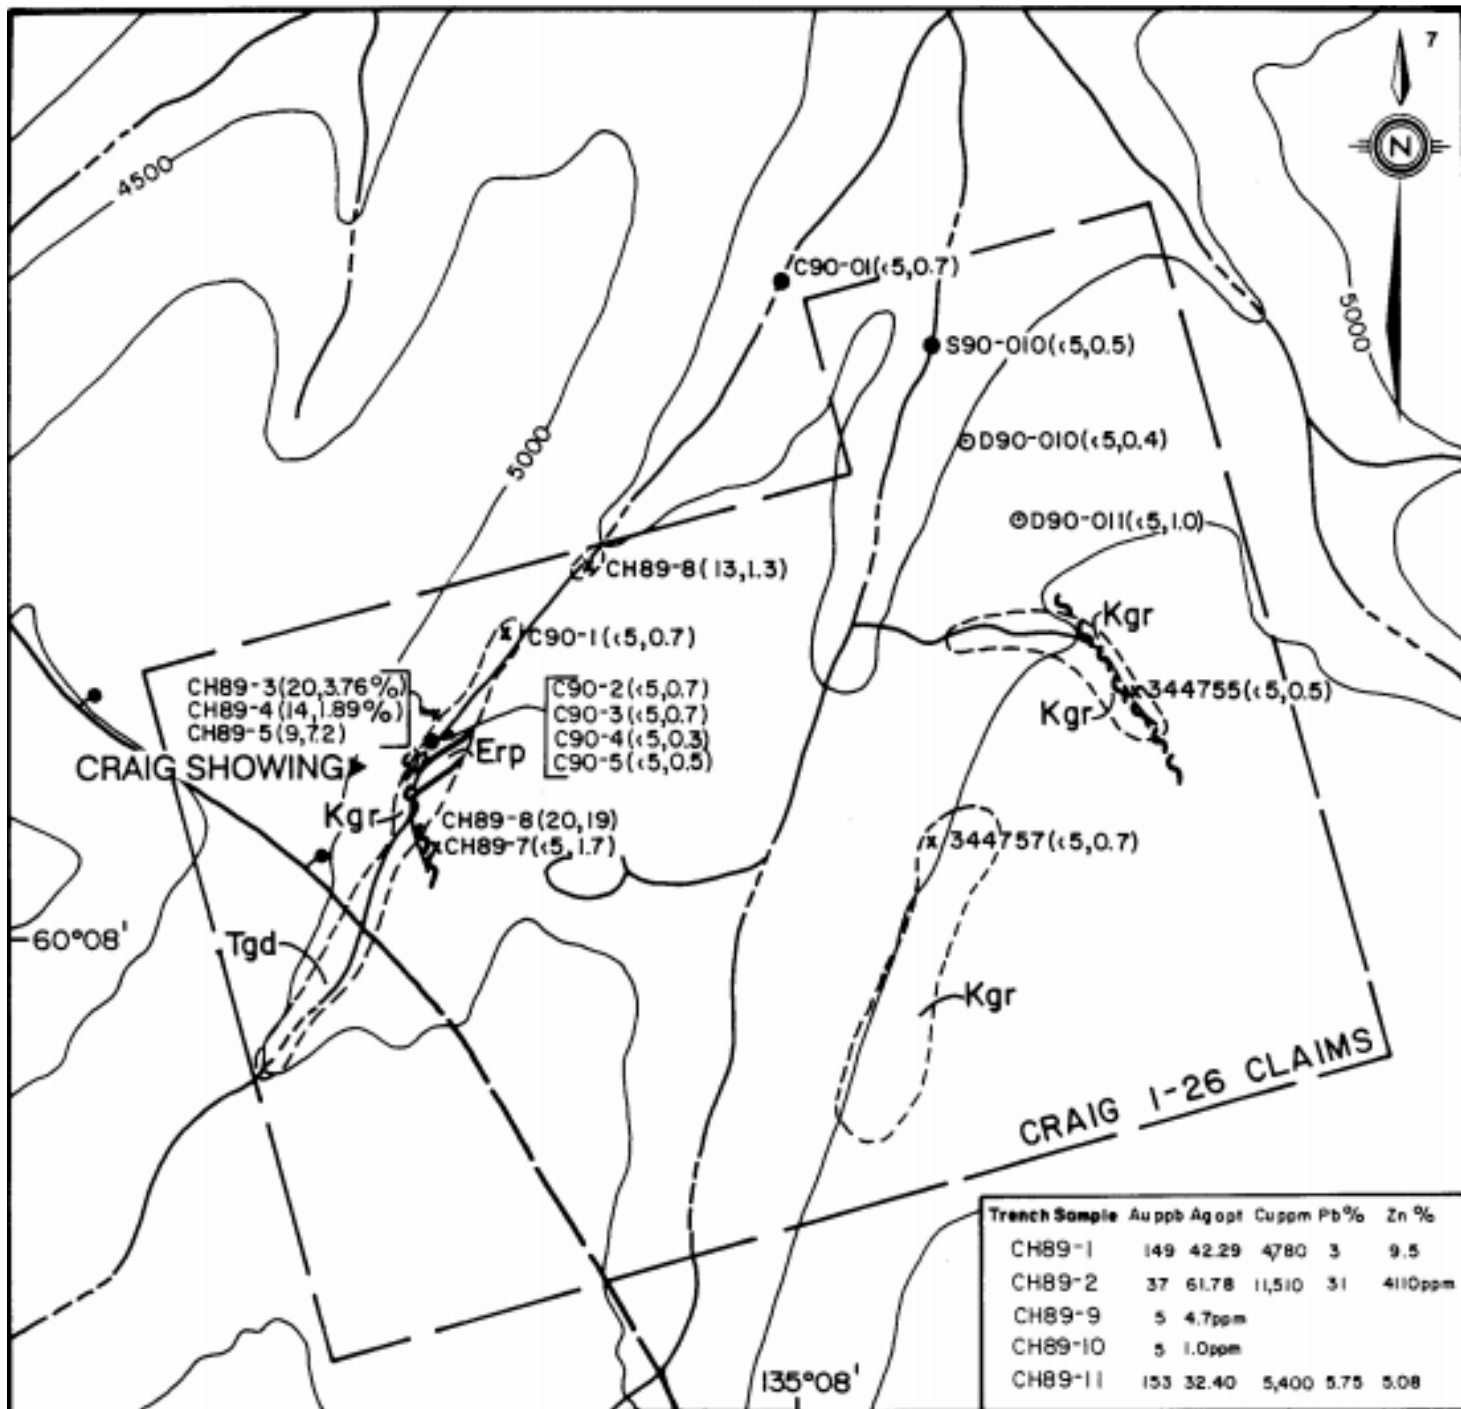 7
N
4500
C90-01(<5,0.7)
5000
S90-010(<5,0.5)
5000
D90-010(<5,0.4)
D90-011(<5,1.0)
CH89-8(13,1.3)
Kgr
C90-1(<5,0.7)
CH89-3(20,3.76%)
CH89-4(14,1.89%)
CH89-5(9,7.2)
C90-2(<5,0.7)
C90-3(<5,0.7)
C90-4(<5,0.3)
C90-5(<5,0.5)
344755(<5,0.5)
Kgr
Erp
CRAIG SHOWING
Kgr
CH89-8(20,19)
CH89-7(<5,1.7)
344757(<5,0.7)
60°08'
Tgd
Kgr
CRAIG 1-26 CLAIMS
135°08'
Trench Sample Au ppb Ag opt Cu ppm Pb % Zn %
CH89-1 149 42.29 4,780 3 9.5
CH89-2 37 61.78 11,510 31 4110ppm
CH89-9 5 4.7ppm
CH89-10 5 1.0ppm
CH89-11 153 32.40 5,400 5.75 5.08